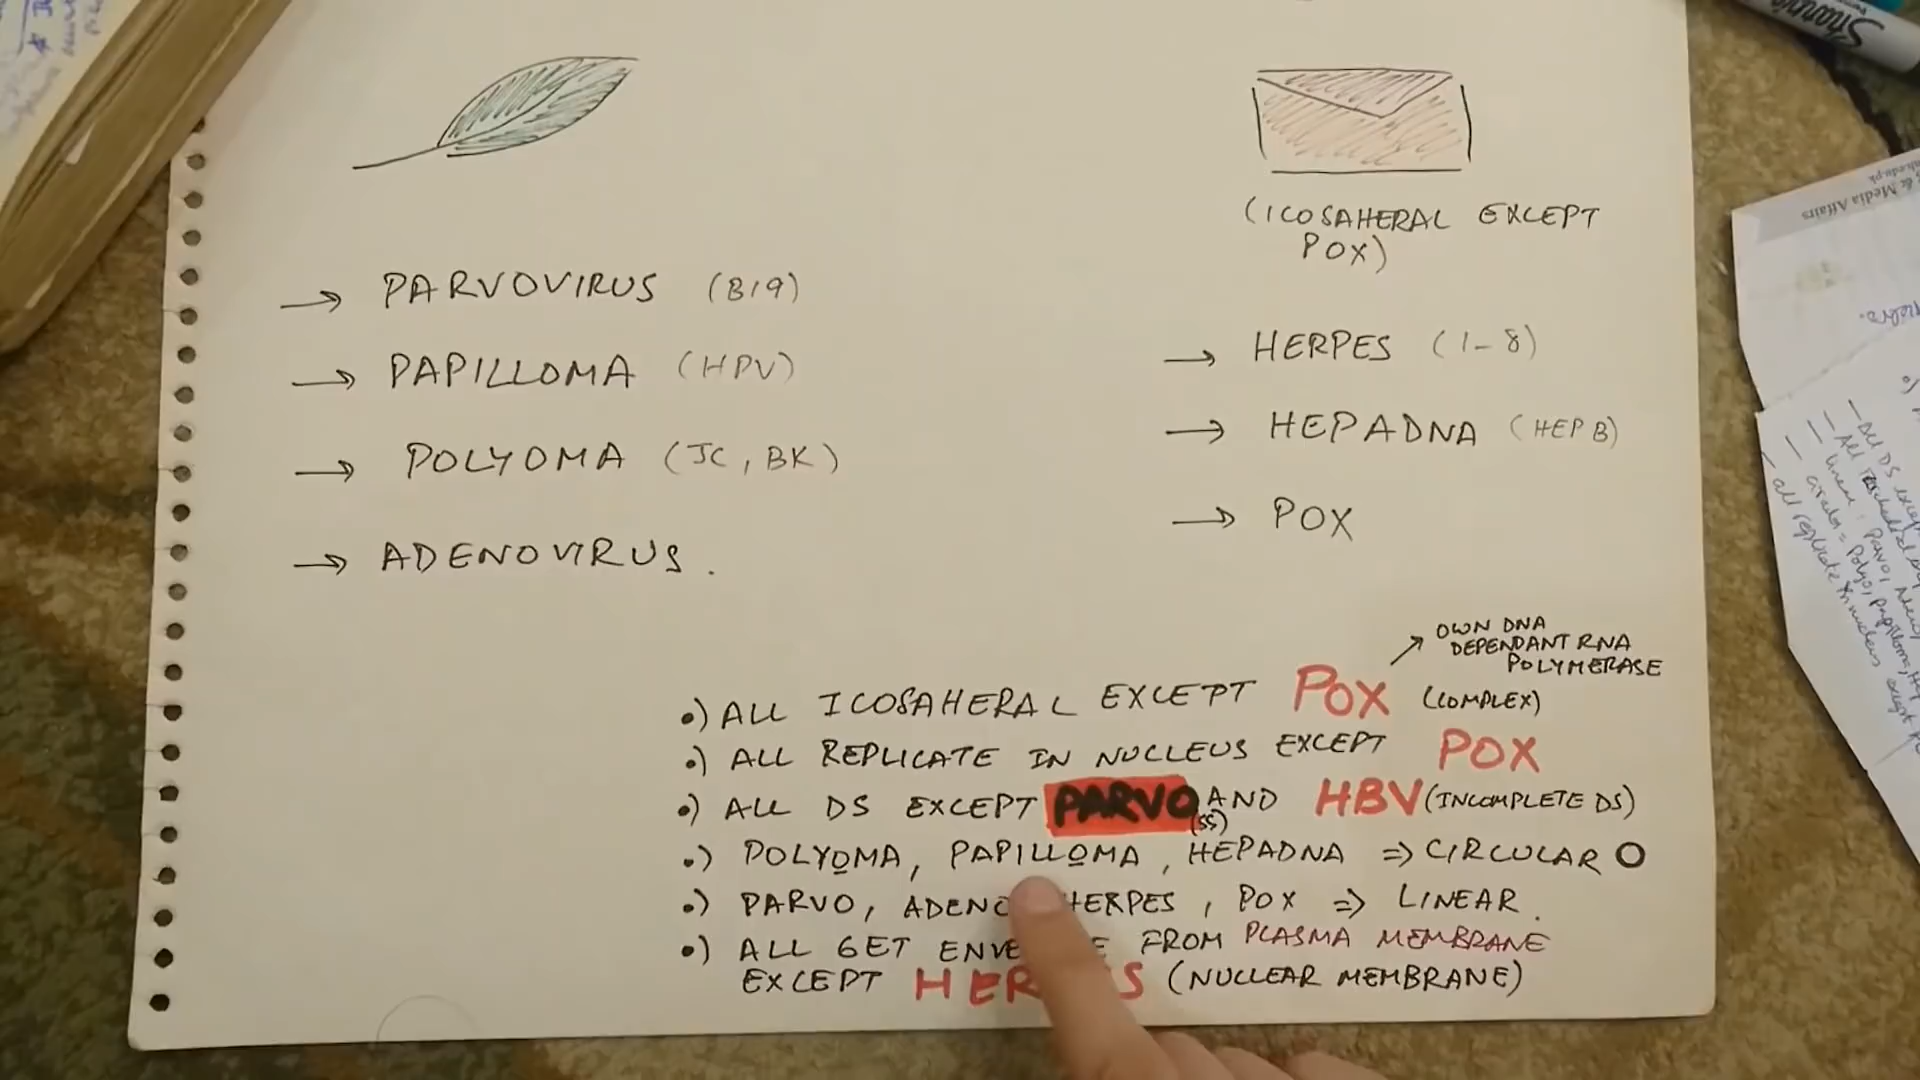 (ICOSAHERAL EXCEPT
POX)
→ PARVOVIRUS (B19)
→ PAPILLOMA (HPV)
→ POLYOMA (JC, BK)
→ ADENOVIRUS.
→ HERPES (1-8)
→ HEPADNA (HEP B)
→ POX
OWN DNA
DEPENDANT RNA
POLYMERASE
•) ALL ICOSAHERAL EXCEPT POX (COMPLEX)
•) ALL REPLICATE IN NUCLEUS EXCEPT POX
•) ALL DS EXCEPT PARVO AND HBV (INCOMPLETE DS)
(SS)
•) POLYOMA, PAPILLOMA, HEPADNA ⇒ CIRCULAR O
•) PARVO, ADENO HERPES, POX ⇒ LINEAR.
•) ALL GET FROM PLASMA MEMBRANE
EXCEPT (NUCLEAR MEMBRANE)
Sharpie
& Media Affairs